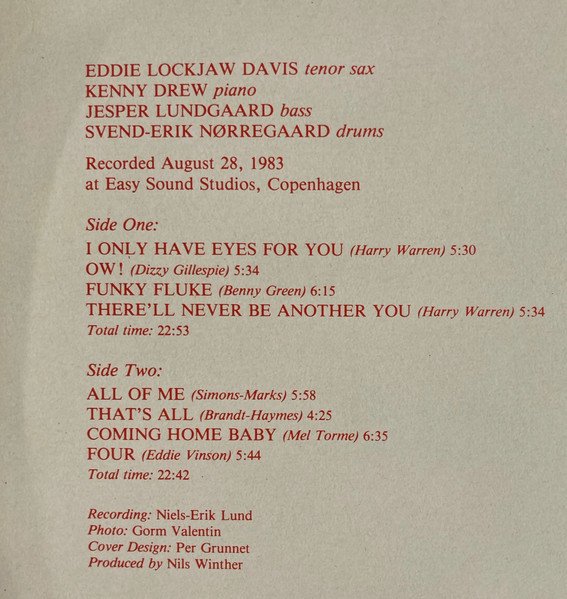 EDDIE LOCKJAW DAVIS tenor sax
KENNY DREW piano
JESPER LUNDGAARD bass
SVEND-ERIK NØRREGAARD drums
Recorded August 28, 1983
at Easy Sound Studios, Copenhagen
Side One:
I ONLY HAVE EYES FOR YOU (Harry Warren) 5:30
OW! (Dizzy Gillespie) 5:34
FUNKY FLUKE (Benny Green) 6:15
THERE'LL NEVER BE ANOTHER YOU (Harry Warren) 5:34
Total time: 22:53
Side Two:
ALL OF ME (Simons-Marks) 5:58
THAT'S ALL (Brandt-Haymes) 4:25
COMING HOME BABY (Mel Torme) 6:35
FOUR (Eddie Vinson) 5:44
Total time: 22:42
Recording: Niels-Erik Lund
Photo: Gorm Valentin
Cover Design: Per Grunnet
Produced by Nils Winther